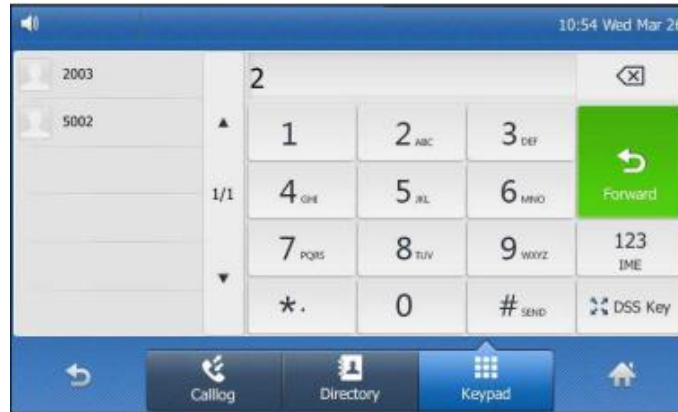 10:54 Wed Mar 26
2003
5002
1/1
2
1
2 ABC
3 DEF
4 GHI
5 JKL
6 MNO
7 PQRS
8 TUV
9 WXYZ
*.
0
# SEND
Forward
123
IME
DSS Key
Calllog
Directory
Keypad